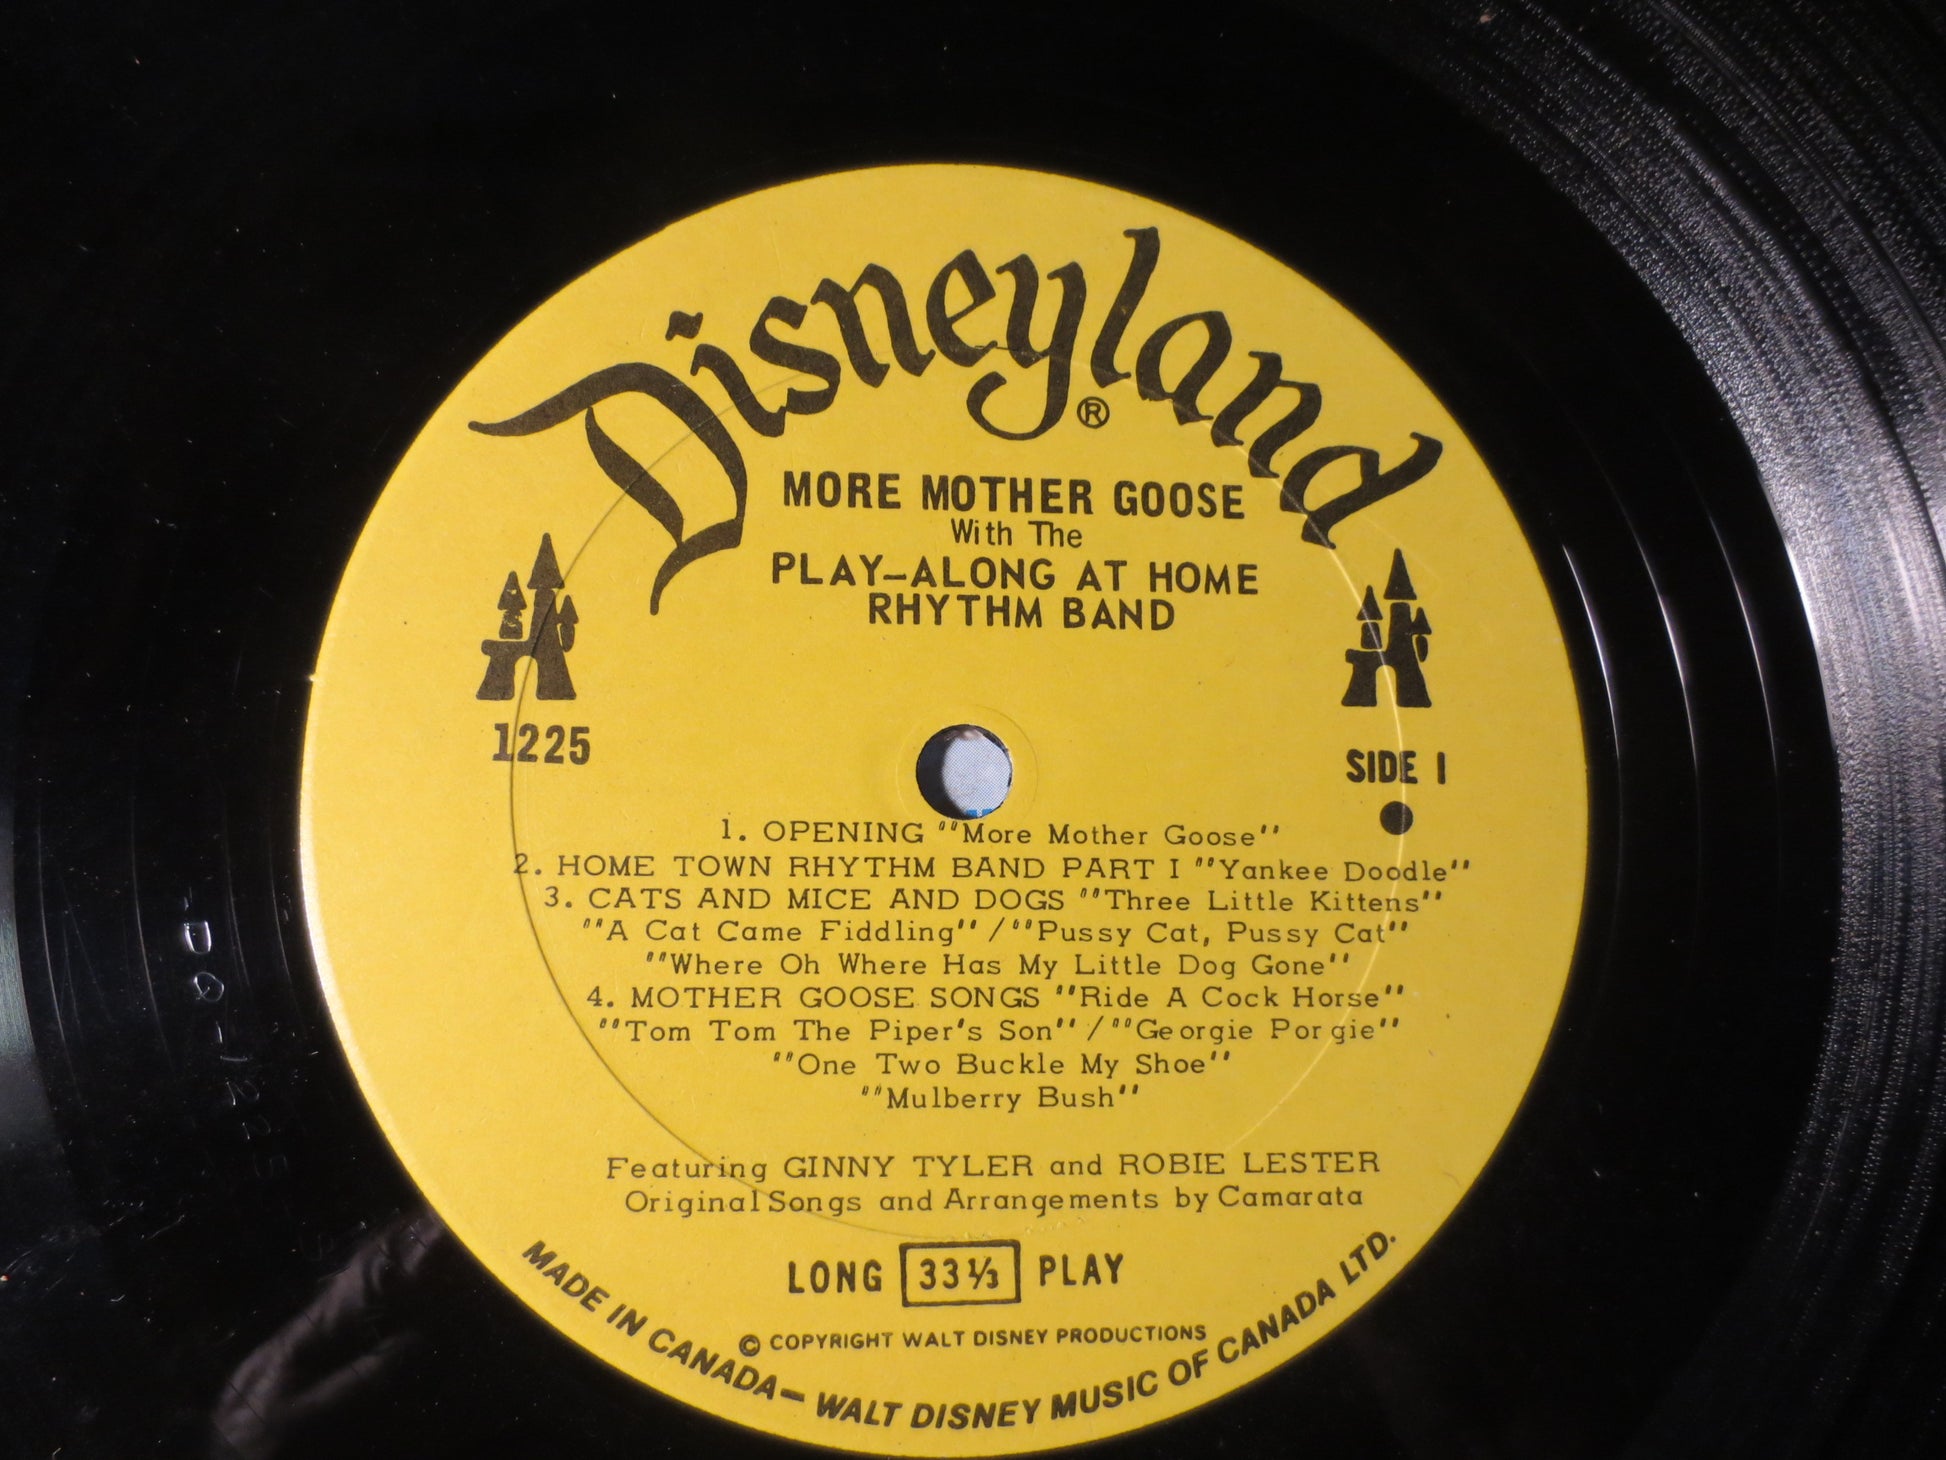 Disneyland
®
MORE MOTHER GOOSE
With The
PLAY-ALONG AT HOME
RHYTHM BAND
1225
SIDE 1
1. OPENING "More Mother Goose"
2. HOME TOWN RHYTHM BAND PART I "Yankee Doodle"
3. CATS AND MICE AND DOGS "Three Little Kittens"
"A Cat Came Fiddling" / "Pussy Cat, Pussy Cat"
"Where Oh Where Has My Little Dog Gone"
4. MOTHER GOOSE SONGS "Ride A Cock Horse"
"Tom Tom The Piper's Son" / "Georgie Porgie"
"One Two Buckle My Shoe"
"Mulberry Bush"
Featuring GINNY TYLER and ROBIE LESTER
Original Songs and Arrangements by Camarata
LONG 33⅓ PLAY
© COPYRIGHT WALT DISNEY PRODUCTIONS
MADE IN CANADA — WALT DISNEY MUSIC OF CANADA LTD.